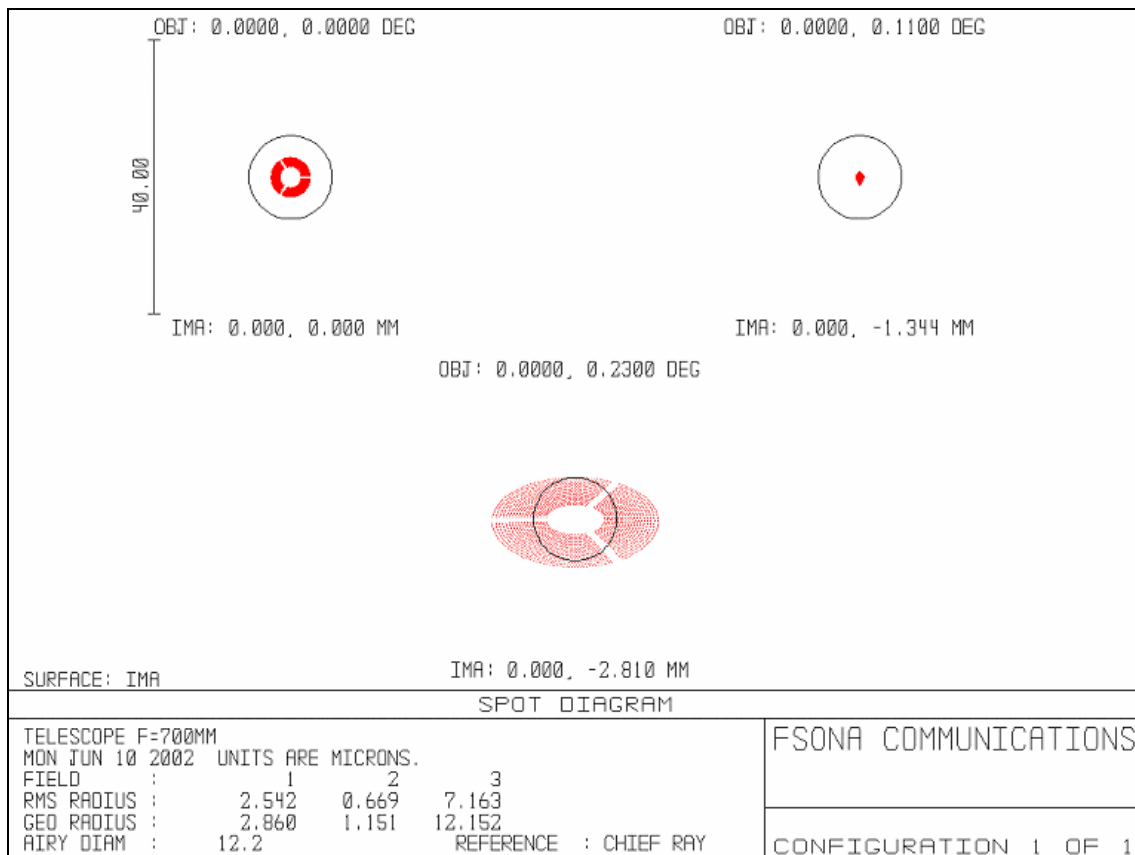 OBJ: 0.0000, 0.0000 DEG
OBJ: 0.0000, 0.1100 DEG
40.00
IMA: 0.000, 0.000 MM
IMA: 0.000, -1.344 MM
OBJ: 0.0000, 0.2300 DEG
IMA: 0.000, -2.810 MM
SURFACE: IMA
SPOT DIAGRAM
TELESCOPE F=700MM
MON JUN 10 2002 UNITS ARE MICRONS.
FIELD : 1 2 3
RMS RADIUS : 2.542 0.669 7.163
GEO RADIUS : 2.860 1.151 12.152
AIRY DIAM : 12.2 REFERENCE : CHIEF RAY
FSONA COMMUNICATIONS
CONFIGURATION 1 OF 1